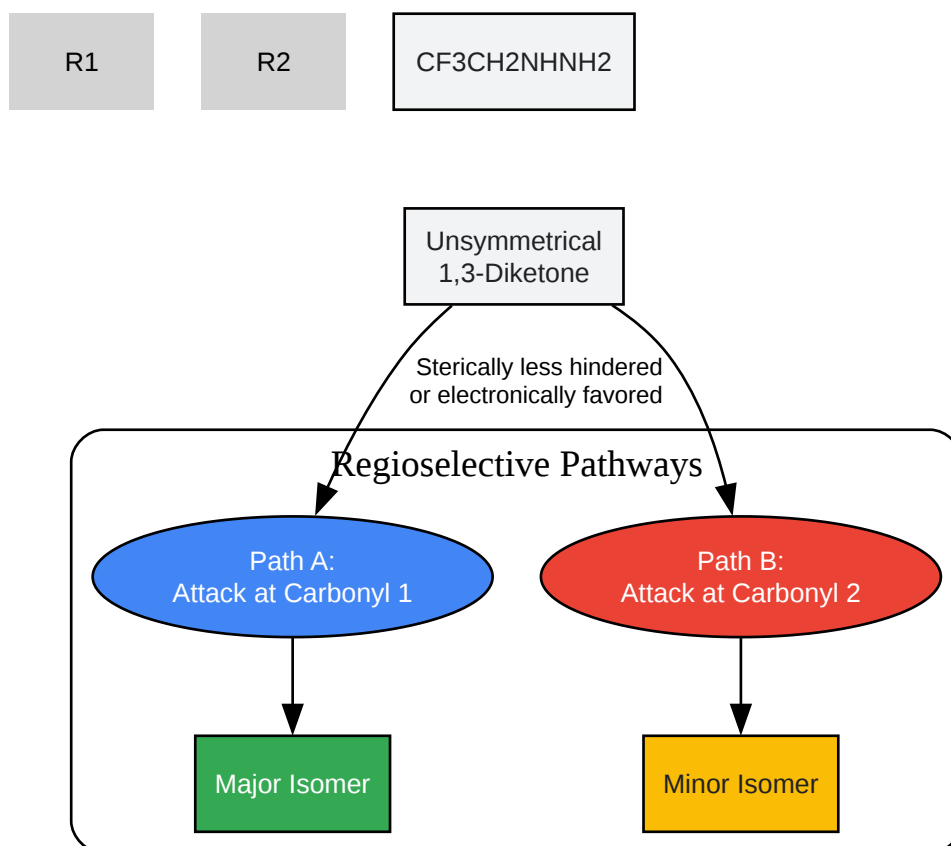 R1
R2
CF3CH2NHNH2
Unsymmetrical
1,3-Diketone
Sterically less hindered
or electronically favored
Regioselective Pathways
Path A:
Attack at Carbonyl 1
Path B:
Attack at Carbonyl 2
Major Isomer
Minor Isomer